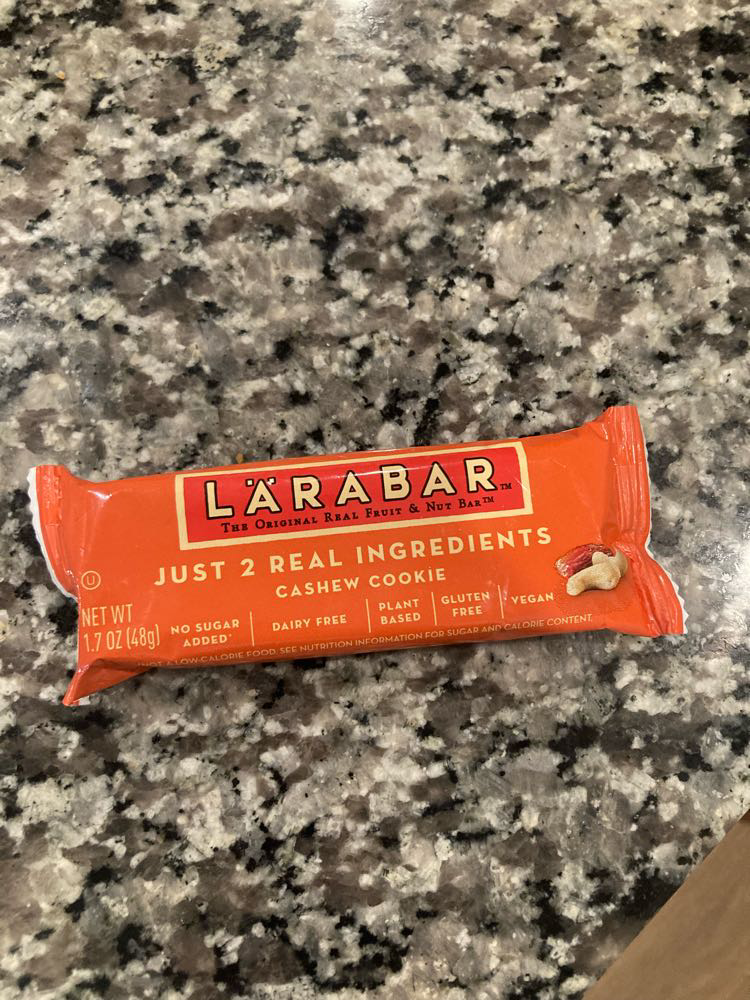 LÄRABAR™
The Original Real Fruit & Nut Bar™
JUST 2 REAL INGREDIENTS
CASHEW COOKIE
U
NET WT
1.7 OZ (48g)
NO SUGAR
ADDED*
DAIRY FREE
PLANT
BASED
GLUTEN
FREE
VEGAN
*NOT A LOW-CALORIE FOOD. SEE NUTRITION INFORMATION FOR SUGAR AND CALORIE CONTENT.